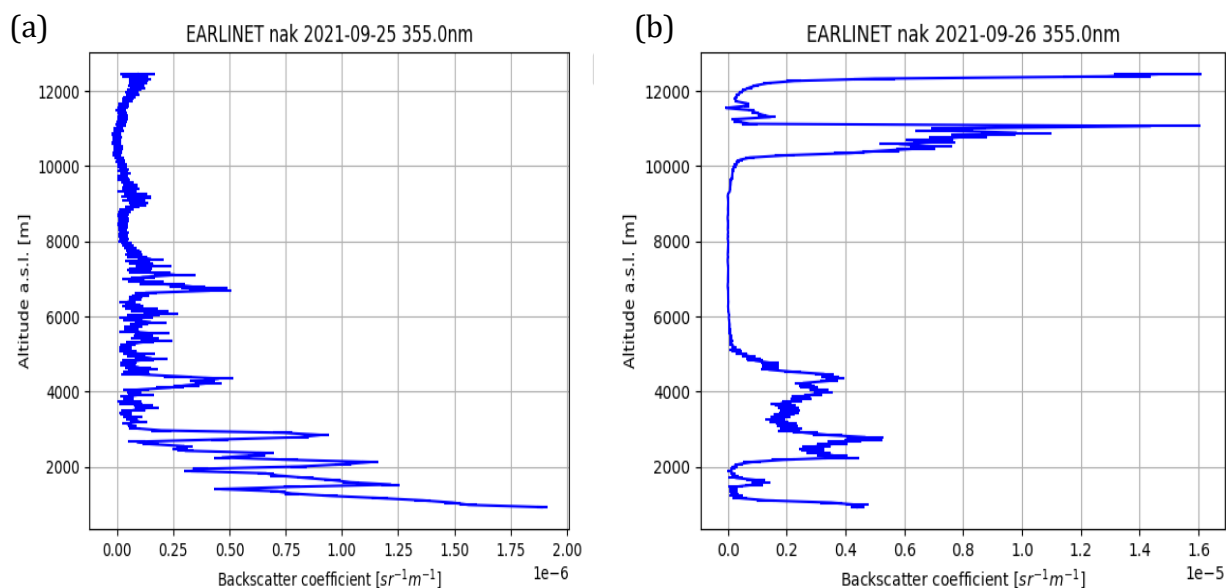 (a)
EARLINET nak 2021-09-25 355.0nm
Altitude a.s.l. [m]
12000
10000
8000
6000
4000
2000
0.00 0.25 0.50 0.75 1.00 1.25 1.50 1.75 2.00
1e-6
Backscatter coefficient [sr⁻¹m⁻¹]
(b)
EARLINET nak 2021-09-26 355.0nm
Altitude a.s.l. [m]
12000
10000
8000
6000
4000
2000
0.0 0.2 0.4 0.6 0.8 1.0 1.2 1.4 1.6
1e-5
Backscatter coefficient [sr⁻¹m⁻¹]